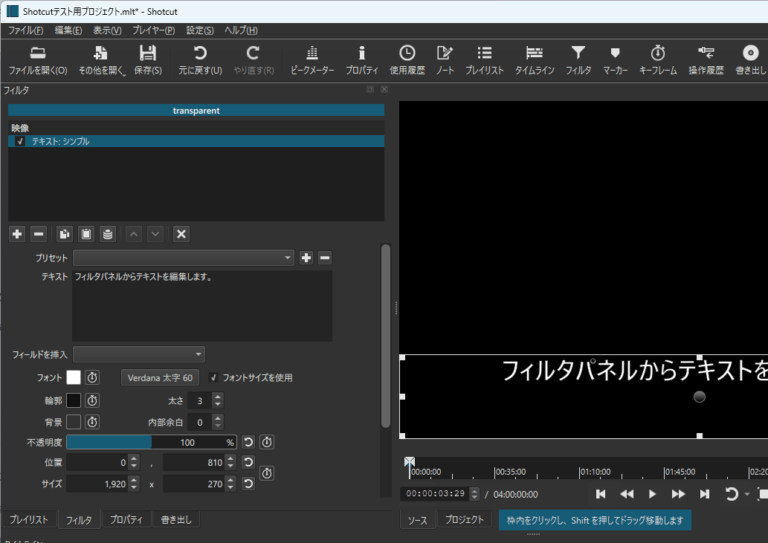 Shotcutテスト用プロジェクト.mlt* - Shotcut
ファイル(F) 編集(E) 表示(V) プレイヤー(P) 設定(S) ヘルプ(H)
ファイルを開く(O) その他を開く 保存(S) 元に戻す(U) やり直す(R) ピークメーター プロパティ 使用履歴 ノート プレイリスト タイムライン フィルタ マーカー キーフレーム 操作履歴 書き出し
フィルタ
transparent
映像
テキスト: シンプル
プリセット
テキスト フィルタパネルからテキストを編集します。
フィールドを挿入
フォント Verdana 太字 60 フォントサイズを使用
輪郭 太さ 3
背景 内部余白 0
不透明度 100 %
位置 0 , 810
サイズ 1,920 x 270
プレイリスト フィルタ プロパティ 書き出し
フィルタパネルからテキストを
00:00:00 00:35:00 01:10:00 01:45:00 02:20
00:00:03:29 / 04:00:00:00
ソース プロジェクト 枠内をクリックし、Shift を押してドラッグ移動します